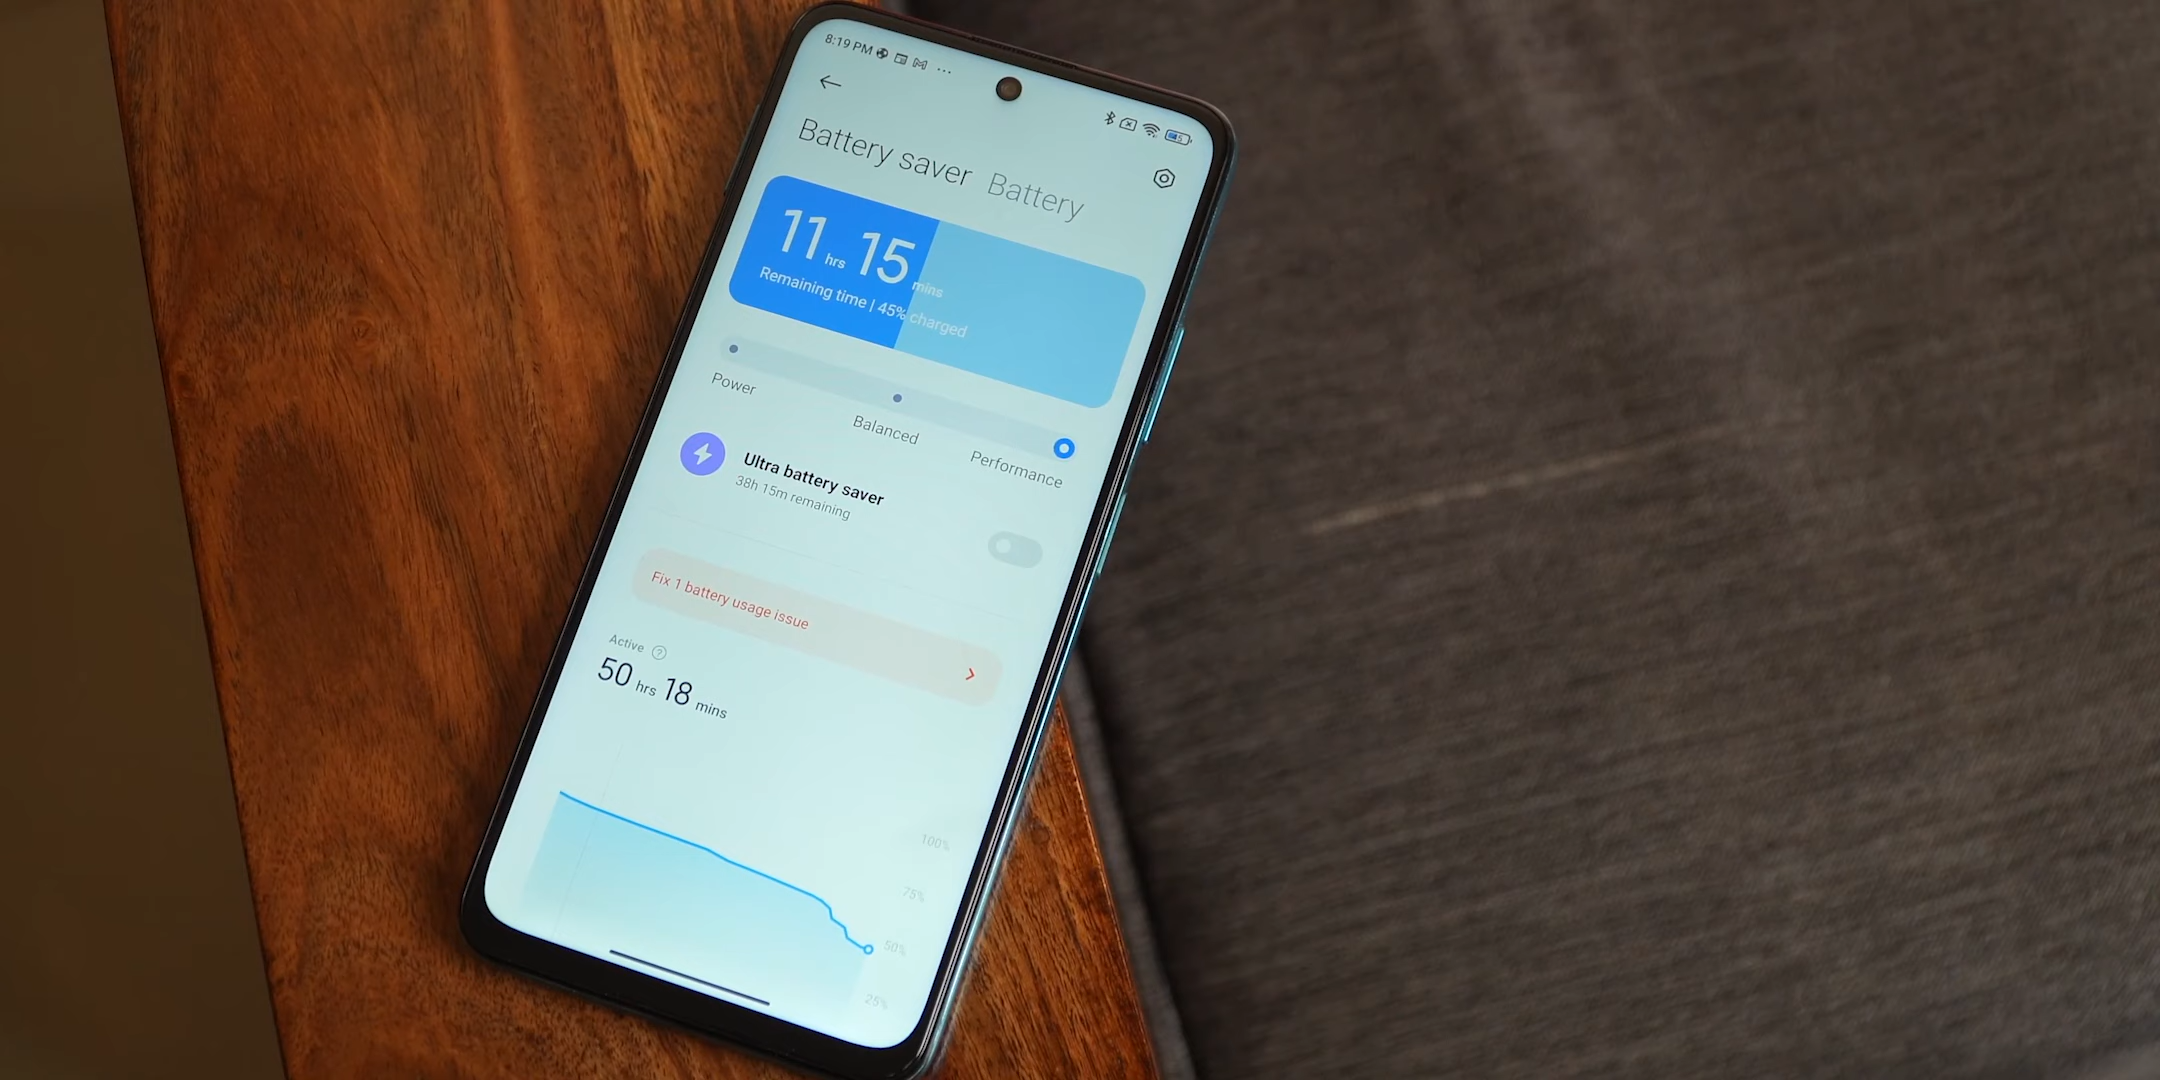 8:19 PM
Battery saver Battery
11 hrs 15 mins
Remaining time | 45% charged
Power
Balanced
Performance
Ultra battery saver
38h 15m remaining
Fix 1 battery usage issue
Active ?
50 hrs 18 mins
100%
75%
50%
25%